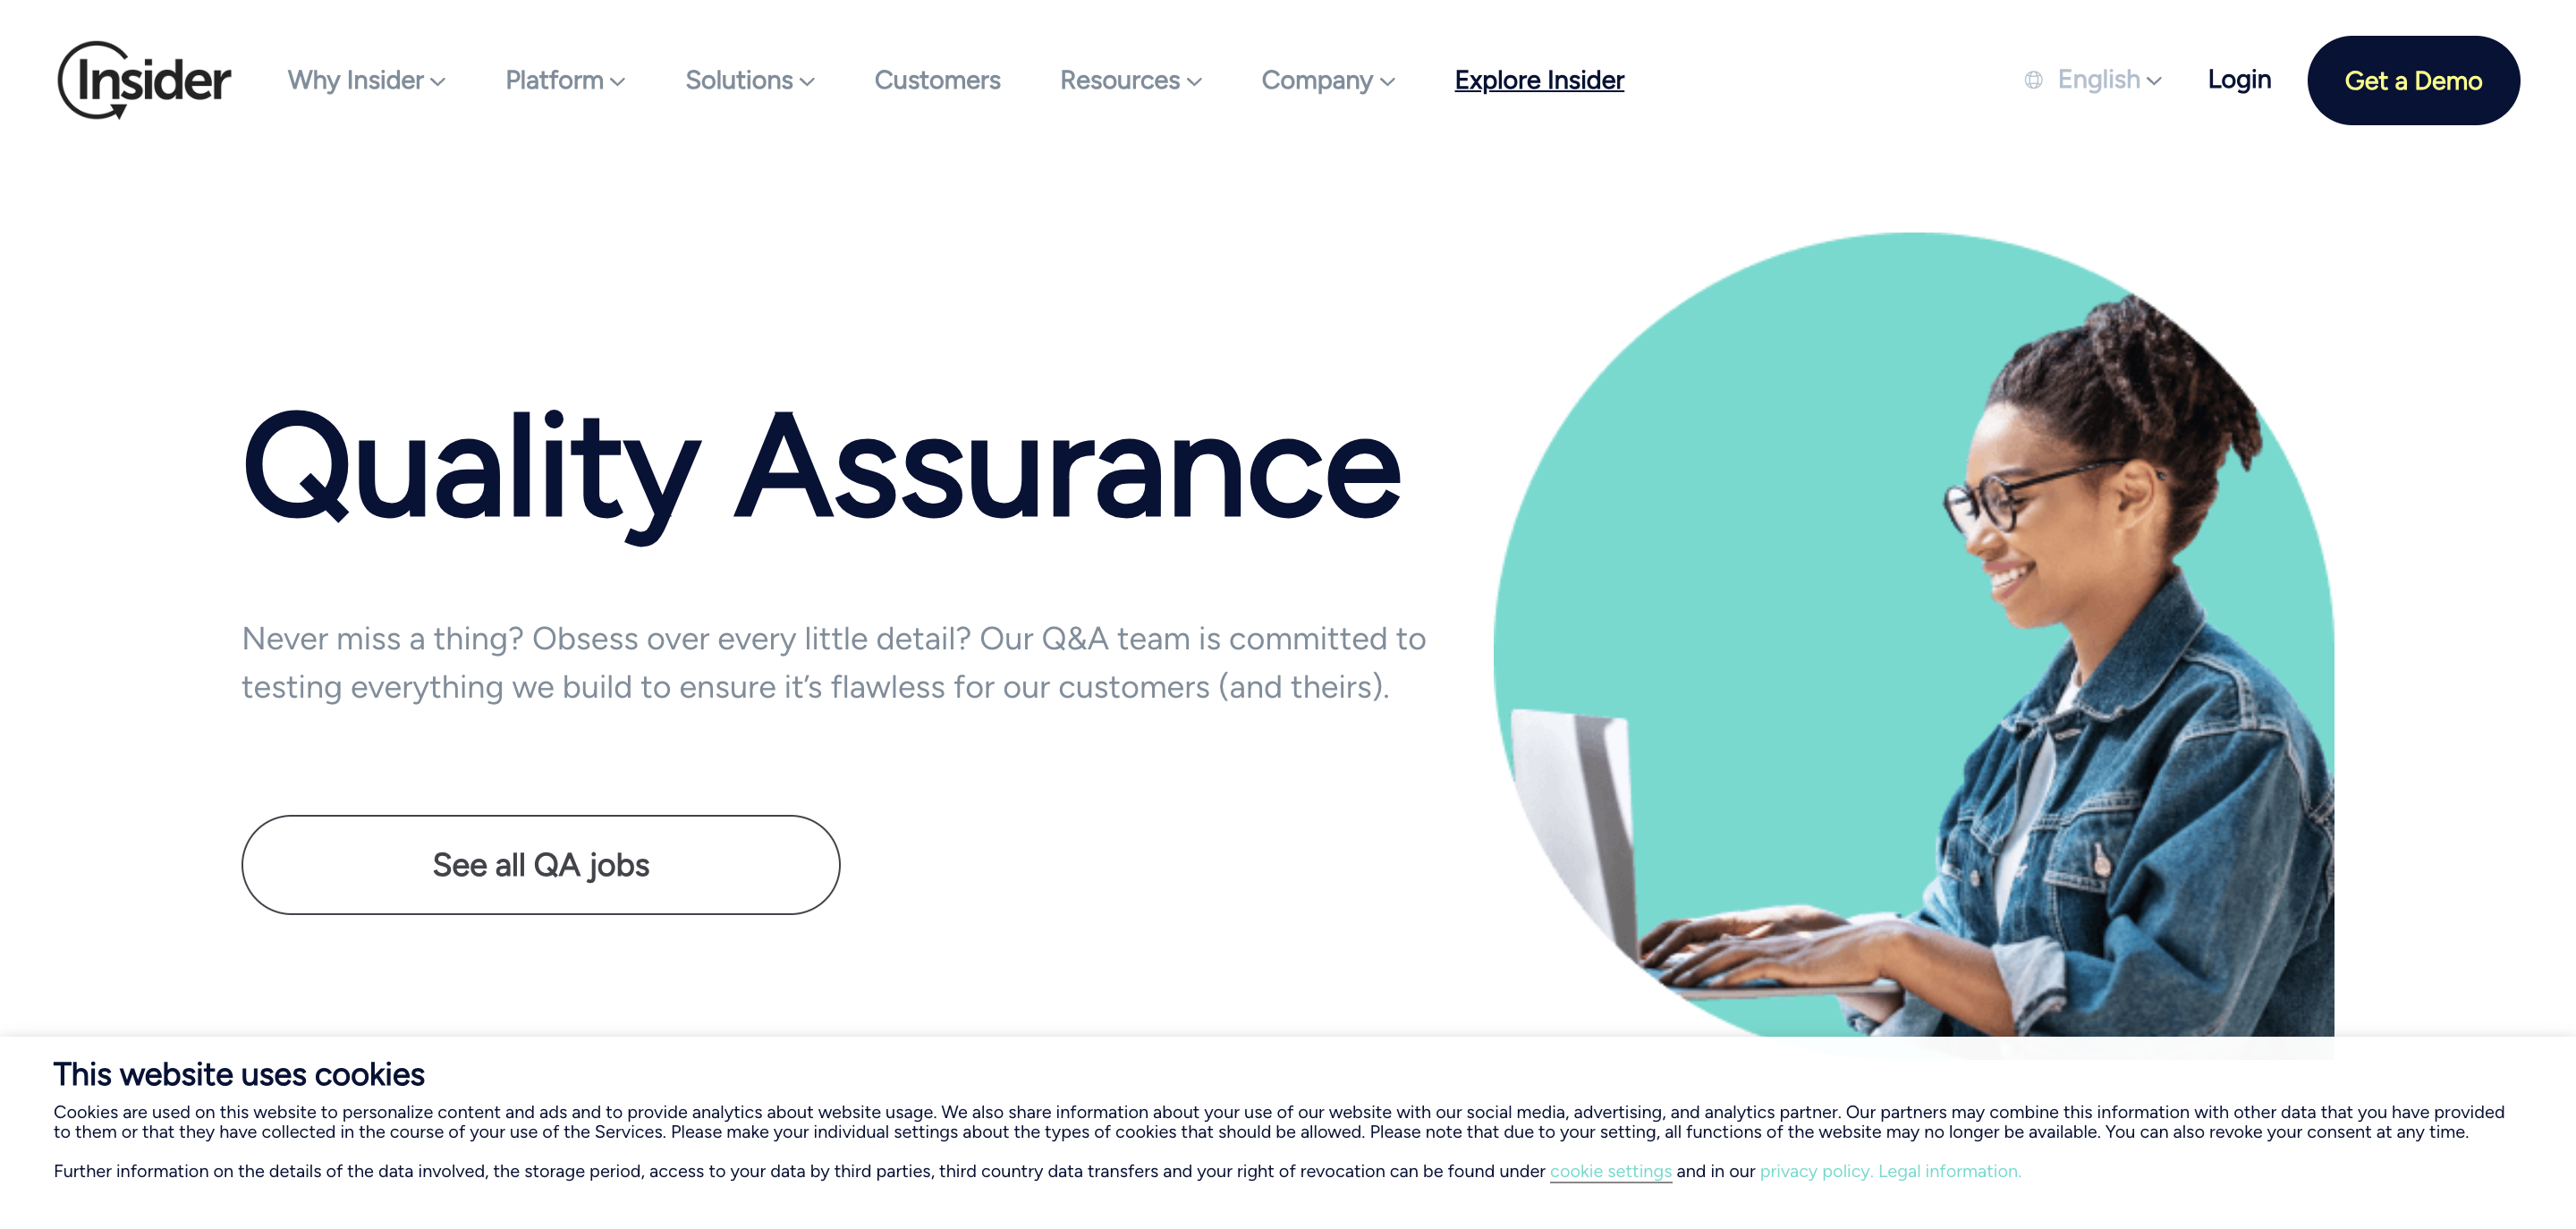 Insider Why Insider Platform Solutions Customers Resources Company Explore Insider English Login Get a Demo
Quality Assurance
Never miss a thing? Obsess over every little detail? Our Q&A team is committed to
testing everything we build to ensure it’s flawless for our customers (and theirs).
See all QA jobs
This website uses cookies
Cookies are used on this website to personalize content and ads and to provide analytics about website usage. We also share information about your use of our website with our social media, advertising, and analytics partner. Our partners may combine this information with other data that you have provided
to them or that they have collected in the course of your use of the Services. Please make your individual settings about the types of cookies that should be allowed. Please note that due to your setting, all functions of the website may no longer be available. You can also revoke your consent at any time.
Further information on the details of the data involved, the storage period, access to your data by third parties, third country data transfers and your right of revocation can be found under cookie settings and in our privacy policy. Legal information.